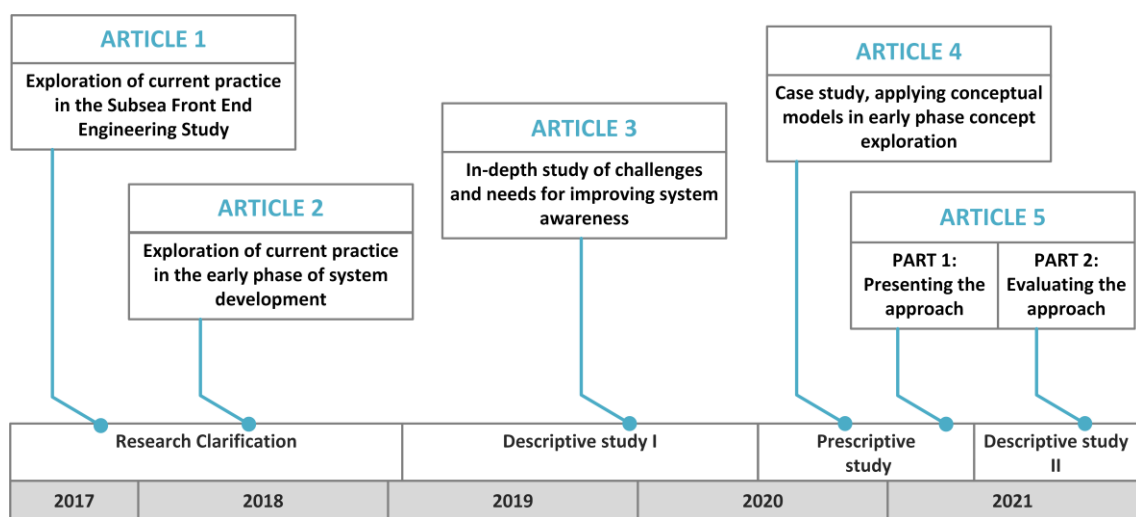 ARTICLE 1
Exploration of current practice
in the Subsea Front End
Engineering Study
ARTICLE 2
Exploration of current practice
in the early phase of system
development
ARTICLE 3
In-depth study of challenges
and needs for improving system
awareness
ARTICLE 4
Case study, applying conceptual
models in early phase concept
exploration
ARTICLE 5
PART 1:
Presenting the
approach
PART 2:
Evaluating the
approach
Research Clarification
Descriptive study I
Prescriptive
study
Descriptive study
II
2017
2018
2019
2020
2021